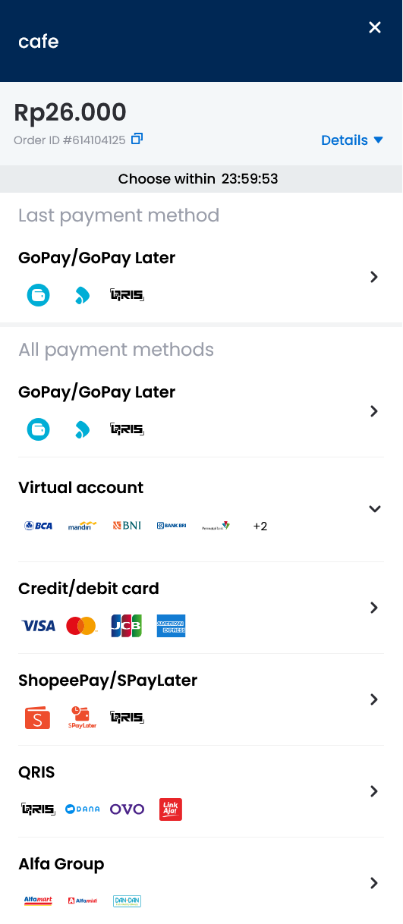 cafe
Rp26.000
Order ID #614104125
Details
Choose within 23:59:53
Last payment method
GoPay/GoPay Later
QRIS
All payment methods
GoPay/GoPay Later
QRIS
Virtual account
BCA mandiri BNI BANK BRI PermataBank +2
Credit/debit card
VISA JCB AMERICAN EXPRESS
ShopeePay/SPayLater
S SPayLater QRIS
QRIS
QRIS DANA OVO Link Aja!
Alfa Group
Alfamart Alfamidi DAN+DAN